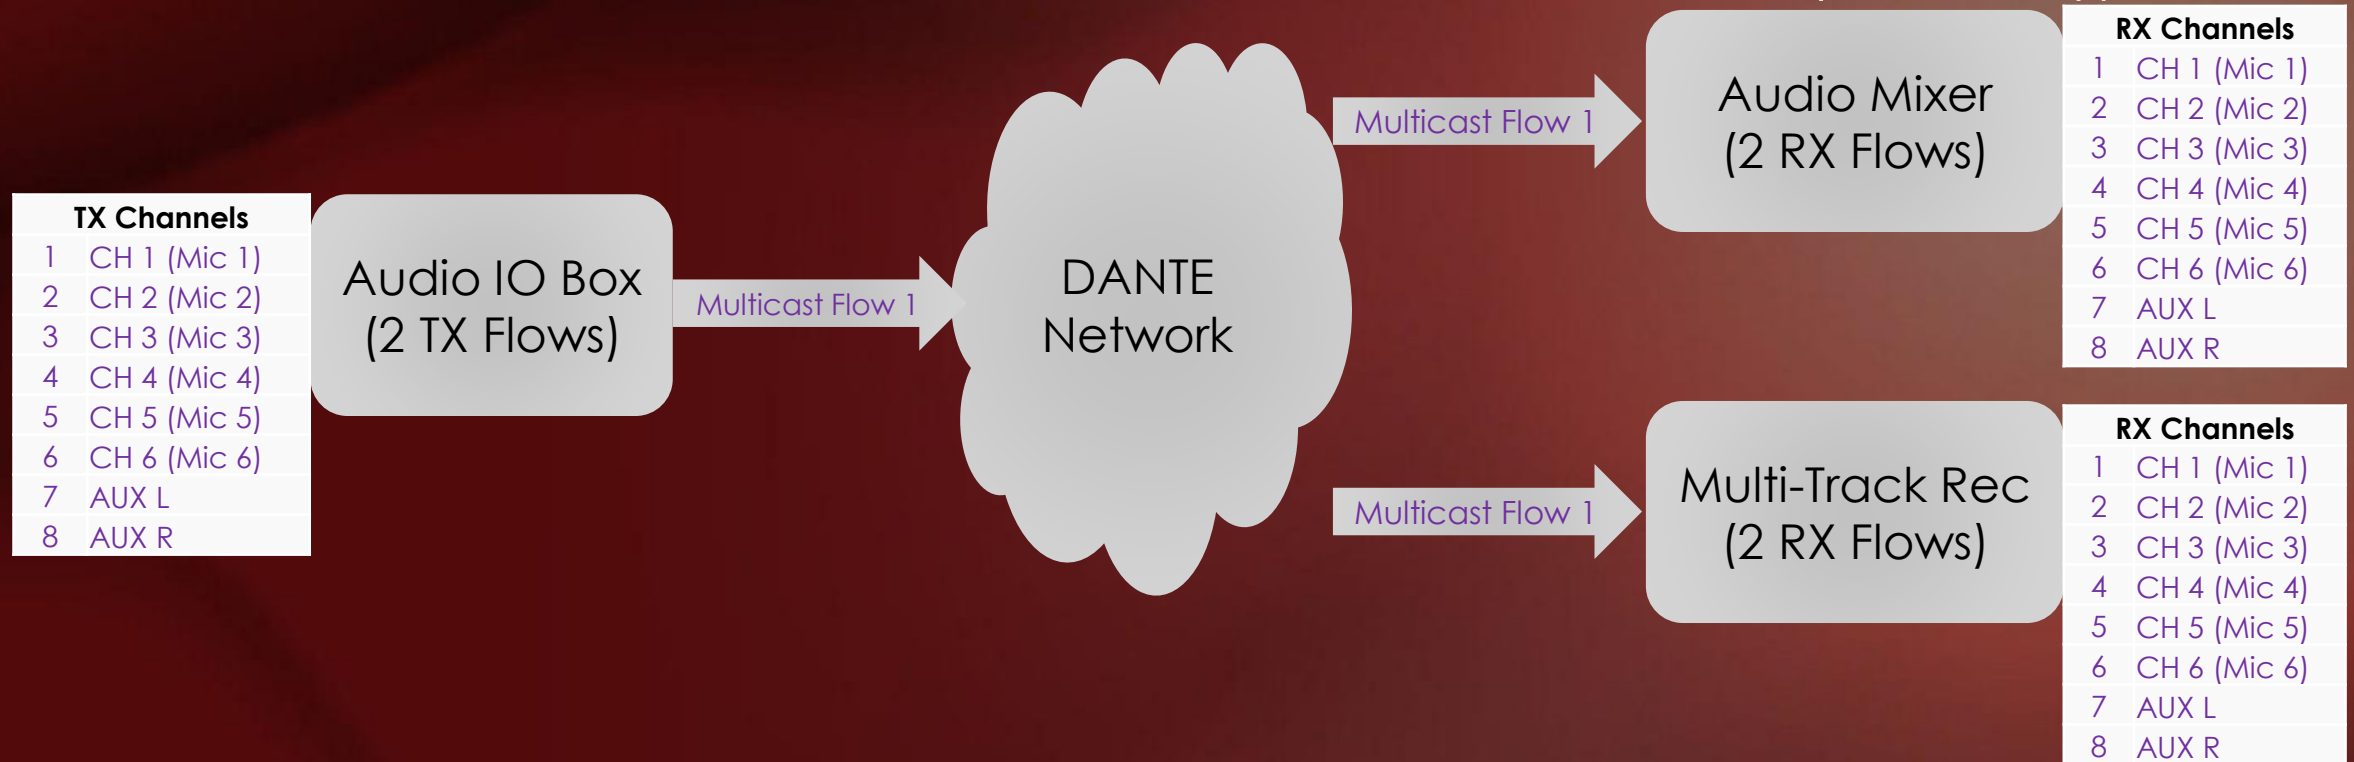 TX Channels
1 CH 1 (Mic 1)
2 CH 2 (Mic 2)
3 CH 3 (Mic 3)
4 CH 4 (Mic 4)
5 CH 5 (Mic 5)
6 CH 6 (Mic 6)
7 AUX L
8 AUX R
Audio IO Box
(2 TX Flows)
Multicast Flow 1
DANTE
Network
Multicast Flow 1
Audio Mixer
(2 RX Flows)
RX Channels
1 CH 1 (Mic 1)
2 CH 2 (Mic 2)
3 CH 3 (Mic 3)
4 CH 4 (Mic 4)
5 CH 5 (Mic 5)
6 CH 6 (Mic 6)
7 AUX L
8 AUX R
Multicast Flow 1
Multi-Track Rec
(2 RX Flows)
RX Channels
1 CH 1 (Mic 1)
2 CH 2 (Mic 2)
3 CH 3 (Mic 3)
4 CH 4 (Mic 4)
5 CH 5 (Mic 5)
6 CH 6 (Mic 6)
7 AUX L
8 AUX R